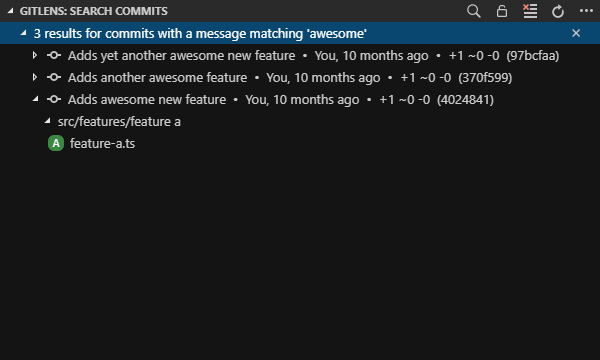 GITLENS: SEARCH COMMITS
3 results for commits with a message matching 'awesome'
Adds yet another awesome new feature • You, 10 months ago • +1 ~0 -0 (97bcfaa)
Adds another awesome feature • You, 10 months ago • +1 ~0 -0 (370f599)
Adds awesome new feature • You, 10 months ago • +1 ~0 -0 (4024841)
src/features/feature a
A feature-a.ts